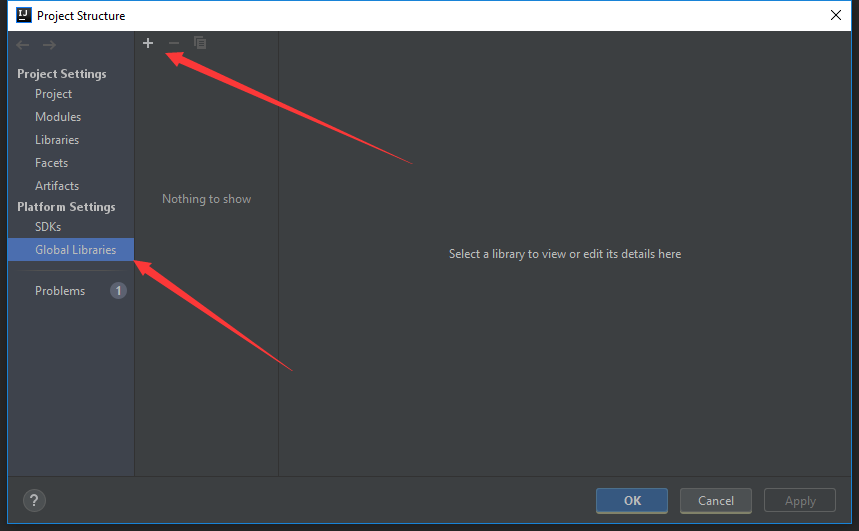 IJ
Project Structure
Project Settings
Project
Modules
Libraries
Facets
Artifacts
Platform Settings
SDKs
Global Libraries
Problems 1
Nothing to show
Select a library to view or edit its details here
?
OK
Cancel
Apply